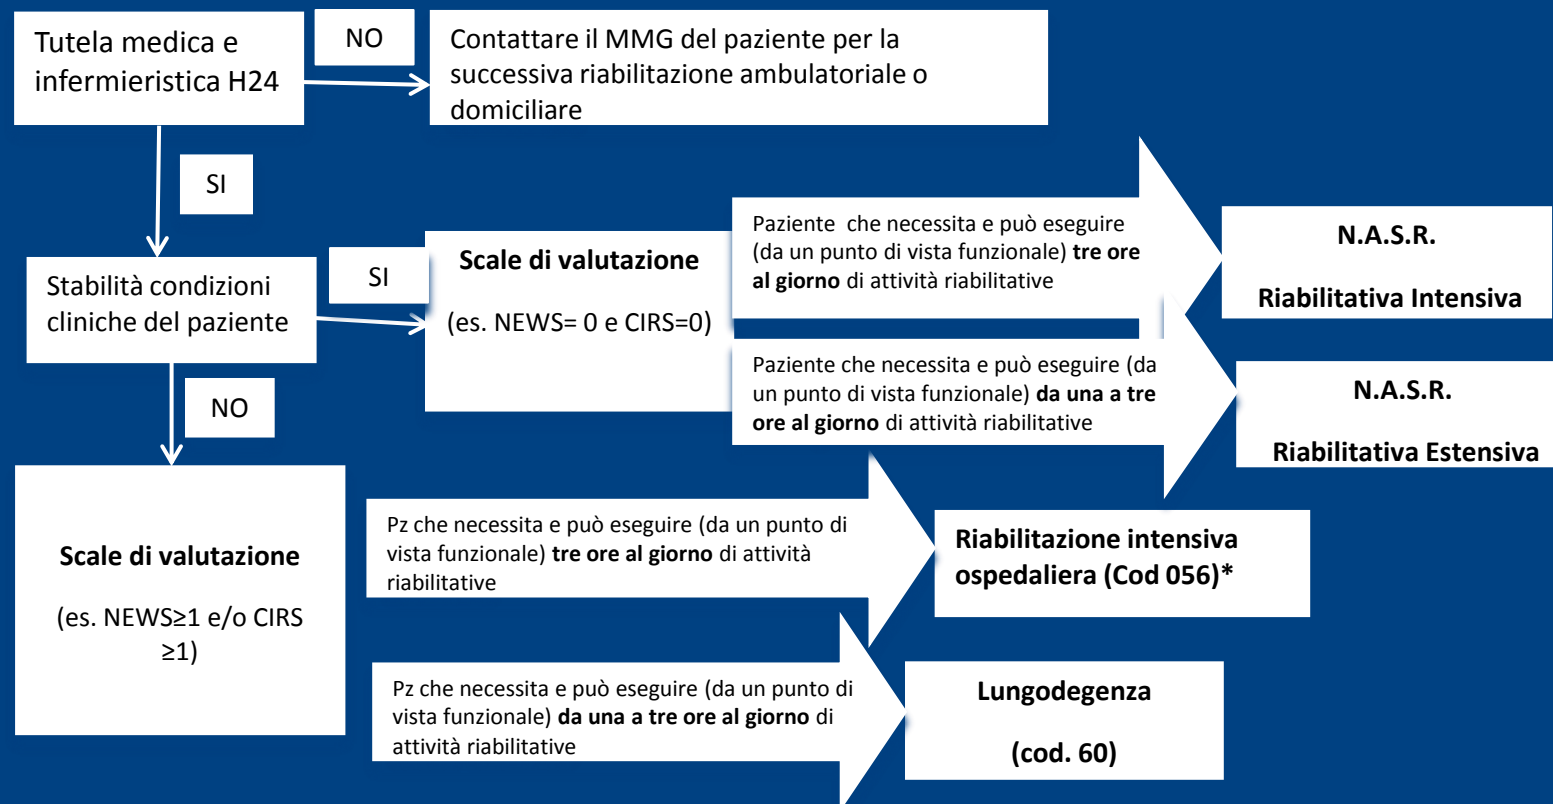 Tutela medica e
infermieristica H24
NO
Contattare il MMG del paziente per la
successiva riabilitazione ambulatoriale o
domiciliare
SI
Stabilità condizioni
cliniche del paziente
SI
Scale di valutazione
(es. NEWS= 0 e CIRS=0)
Paziente che necessita e può eseguire
(da un punto di vista funzionale) tre ore
al giorno di attività riabilitative
N.A.S.R.
Riabilitativa Intensiva
Paziente che necessita e può eseguire (da
un punto di vista funzionale) da una a tre
ore al giorno di attività riabilitative
N.A.S.R.
Riabilitativa Estensiva
NO
Scale di valutazione
(es. NEWS≥1 e/o CIRS
≥1)
Pz che necessita e può eseguire (da un punto di
vista funzionale) tre ore al giorno di attività
riabilitative
Riabilitazione intensiva
ospedaliera (Cod 056)*
Pz che necessita e può eseguire (da un punto di
vista funzionale) da una a tre ore al giorno di
attività riabilitative
Lungodegenza
(cod. 60)